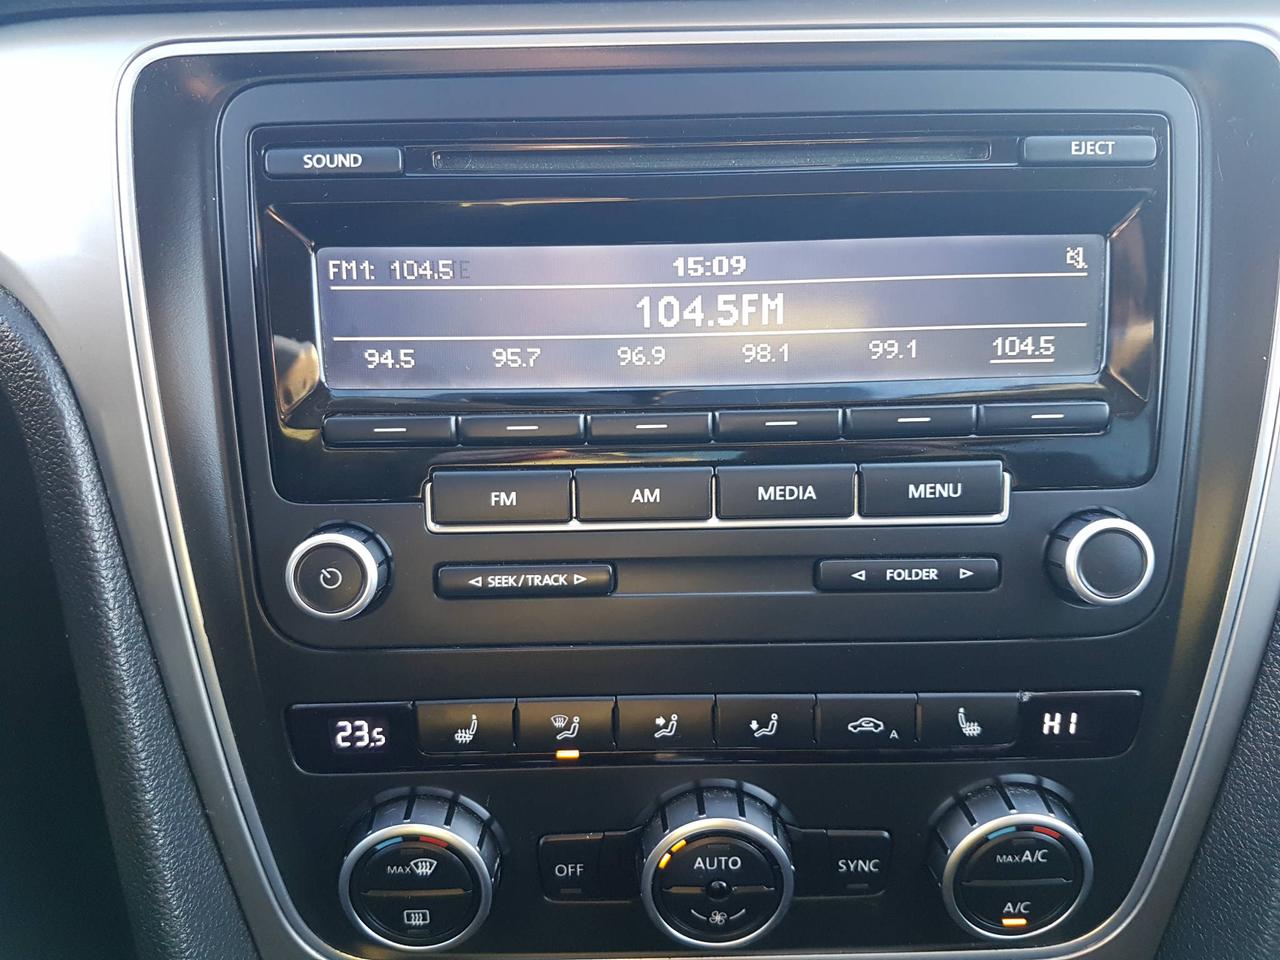 SOUND
EJECT
FM1: 104.5 15:09
104.5FM
94.5 95.7 96.9 98.1 99.1 104.5
FM AM MEDIA MENU
SEEK/TRACK FOLDER
23.5 A HI
MAX OFF AUTO SYNC MAX A/C
A/C